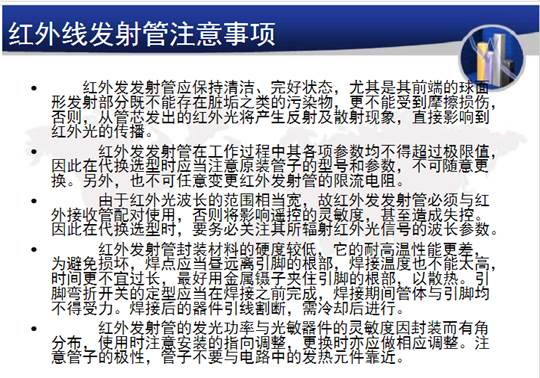 红外线发射管注意事项
• 红外发发射管应保持清洁、完好状态，尤其是其前端的球面
形发射部分既不能存在脏垢之类的污染物，更不能受到摩擦损伤，
否则，从管芯发出的红外光将产生反射及散射现象，直接影响到
红外光的传播。
• 红外发发射管在工作过程中其各项参数均不得超过极限值，
因此在代换选型时应当注意原装管子的型号和参数，不可随意更
换。另外，也不可任意变更红外发射管的限流电阻。
• 由于红外光波长的范围相当宽，故红外发发射管必须与红
外接收管配对使用，否则将影响遥控的灵敏度，甚至造成失控。
因此在代换选型时，要务必关注其所辐射红外光信号的波长参数。
• 红外发射管封装材料的硬度较低，它的耐高温性能更差，
为避免损坏，焊点应当昼远离引脚的根部，焊接温度也不能太高，
时间更不宜过长，最好用金属镊子夹住引脚的根部，以散热。引
脚弯折开关的定型应当在焊接之前完成，焊接期间管体与引脚均
不得受力。焊接后的器件引线割断，需冷却后进行。
• 红外发射管的发光功率与光敏器件的灵敏度因封装而有角
分布，使用时注意安装的指向调整，更换时亦应做相应调整。注
意管子的极性，管子不要与电路中的发热元件靠近。